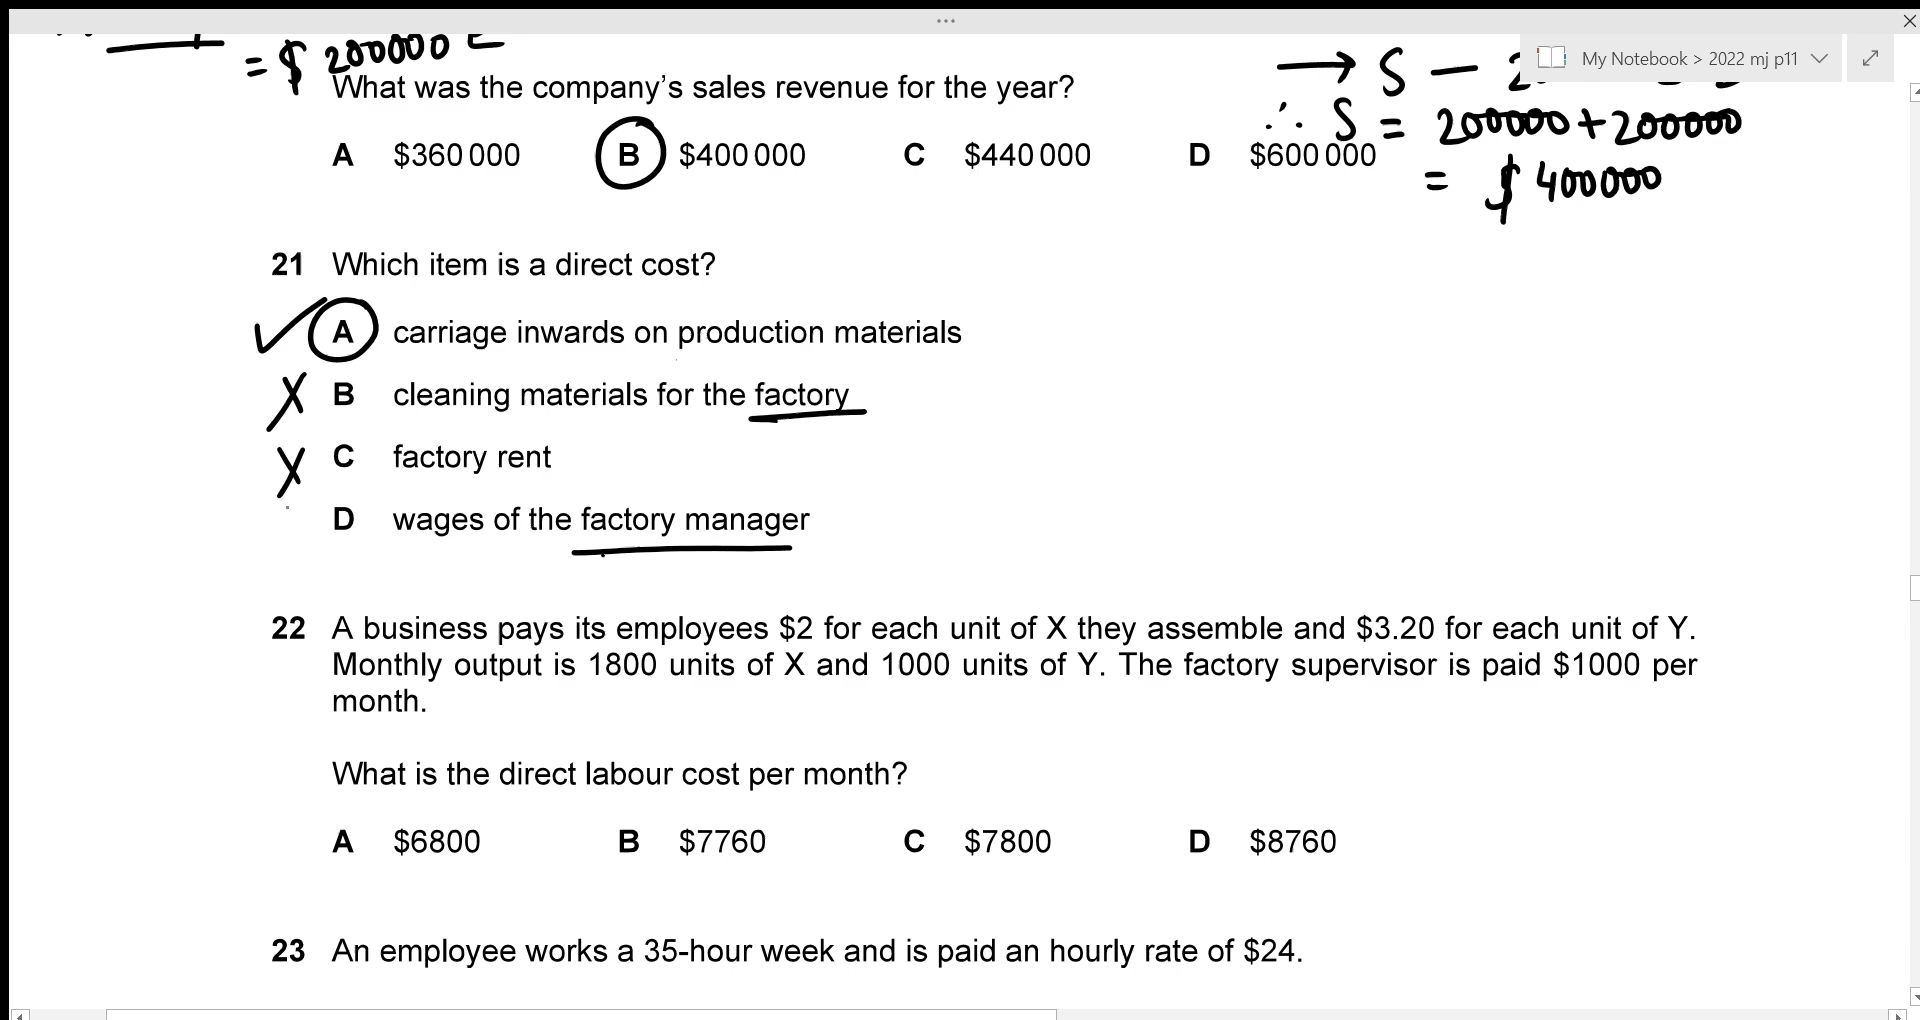 = $ 200000
What was the company's sales revenue for the year?
A $360 000 B $400 000 C $440 000 D $600 000
→ S –
My Notebook > 2022 mj p11
∴ S = 200000 + 200000
= $ 400000
21 Which item is a direct cost?
A carriage inwards on production materials
B cleaning materials for the factory
C factory rent
D wages of the factory manager
22 A business pays its employees $2 for each unit of X they assemble and $3.20 for each unit of Y.
Monthly output is 1800 units of X and 1000 units of Y. The factory supervisor is paid $1000 per
month.
What is the direct labour cost per month?
A $6800 B $7760 C $7800 D $8760
23 An employee works a 35-hour week and is paid an hourly rate of $24.